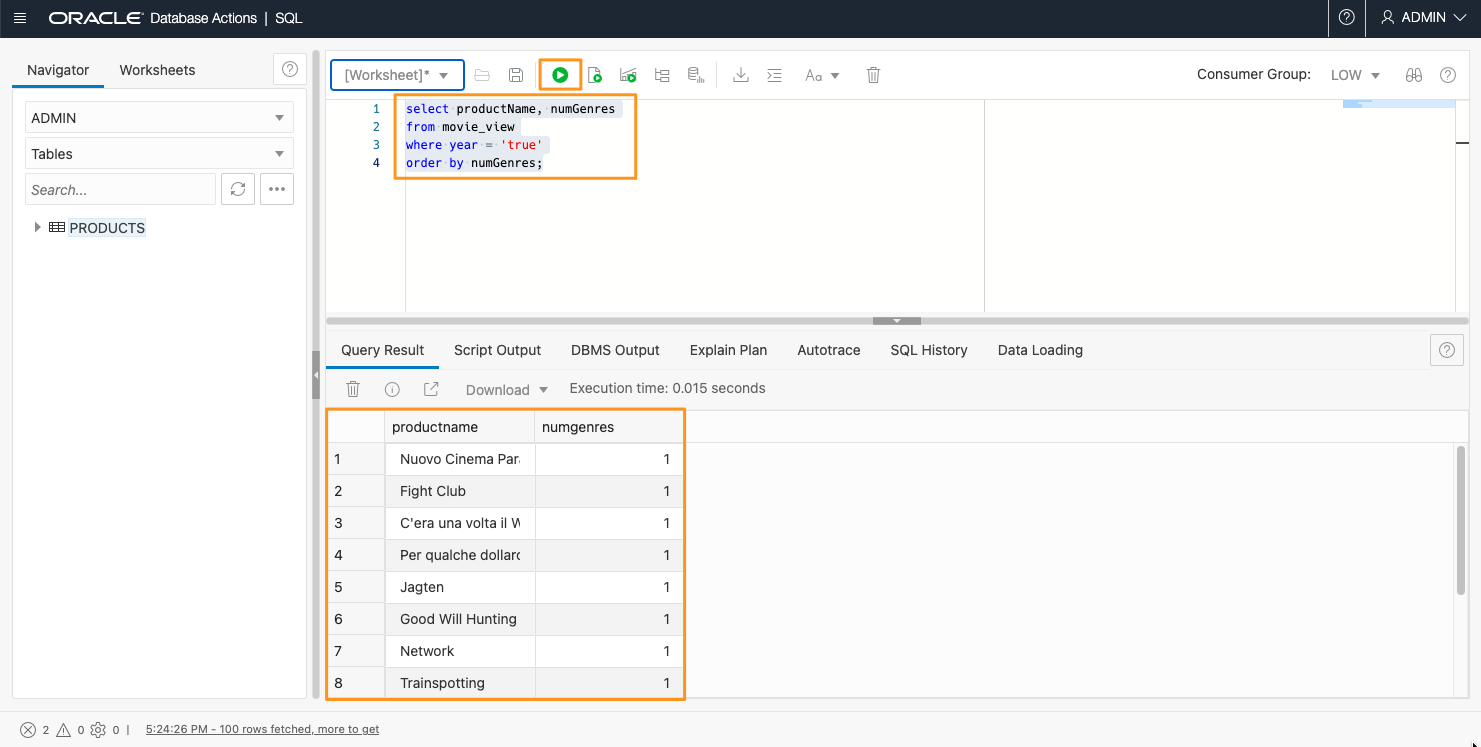 ORACLE Database Actions | SQL
ADMIN
Navigator Worksheets
ADMIN
Tables
Search...
PRODUCTS
[Worksheet]*
Aa
Consumer Group: LOW
1 select productName, numGenres
2 from movie_view
3 where year = 'true'
4 order by numGenres;
Query Result Script Output DBMS Output Explain Plan Autotrace SQL History Data Loading
Download Execution time: 0.015 seconds
productname numgenres
1 Nuovo Cinema Par 1
2 Fight Club 1
3 C'era una volta il W 1
4 Per qualche dollaro 1
5 Jagten 1
6 Good Will Hunting 1
7 Network 1
8 Trainspotting 1
2 0 0 | 5:24:26 PM - 100 rows fetched, more to get